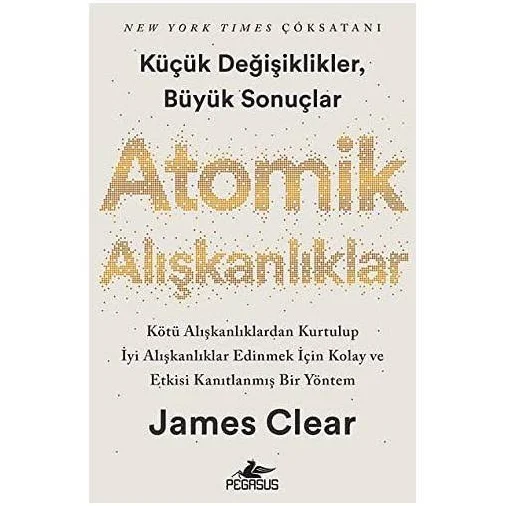 NEW YORK TIMES ÇOKSATANI
Küçük Değişiklikler,
Büyük Sonuçlar
Atomik
Alışkanlıklar
Kötü Alışkanlıklardan Kurtulup
İyi Alışkanlıklar Edinmek İçin Kolay ve
Etkisi Kanıtlanmış Bir Yöntem
James Clear
PEGASUS